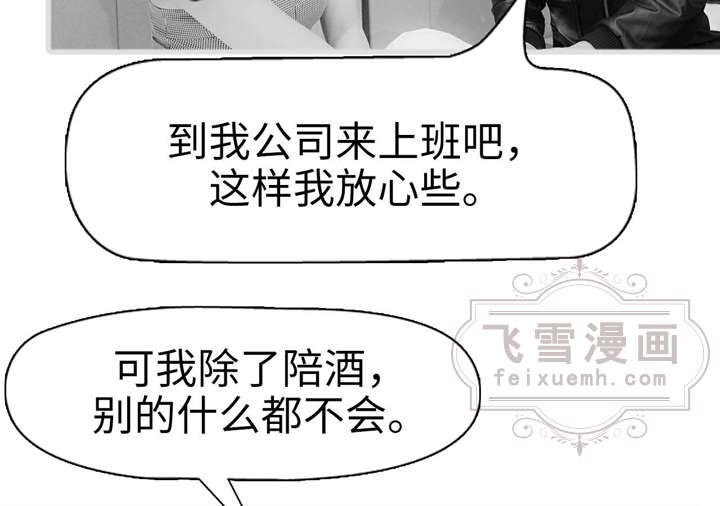 到我公司来上班吧，
这样我放心些。
飞雪漫画
feixuemh.com
可我除了陪酒，
别的什么都不会。